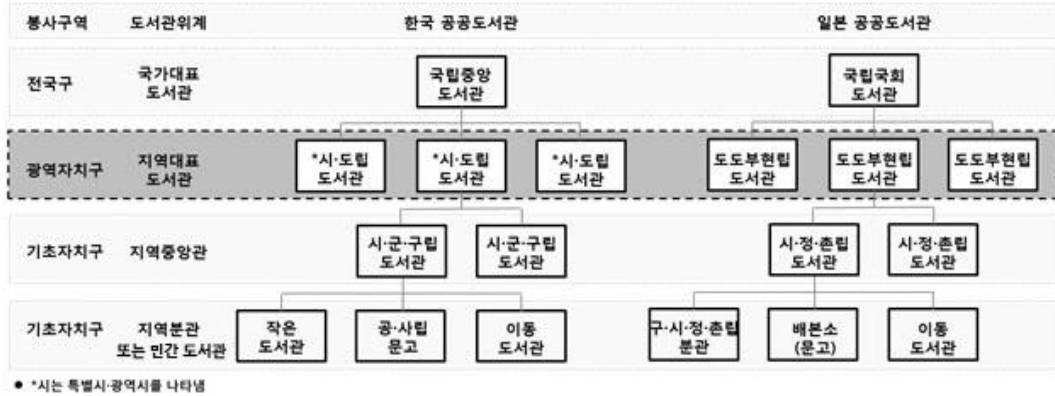 봉사구역 도서관위계 한국 공공도서관 일본 공공도서관
전국구 국가대표 도서관 국립중앙 도서관 국립국회 도서관
광역자치구 지역대표 도서관 *시·도립 도서관 *시·도립 도서관 *시·도립 도서관 도도부현립 도서관 도도부현립 도서관 도도부현립 도서관
기초자치구 지역중앙관 시·군·구립 도서관 시·군·구립 도서관 시·정·촌립 도서관 시·정·촌립 도서관
기초자치구 지역분관 또는 민간 도서관 작은 도서관 공·사립 문고 이동 도서관 구·시·정·촌립 분관 배본소 (문고) 이동 도서관
● *시는 특별시·광역시를 나타냄